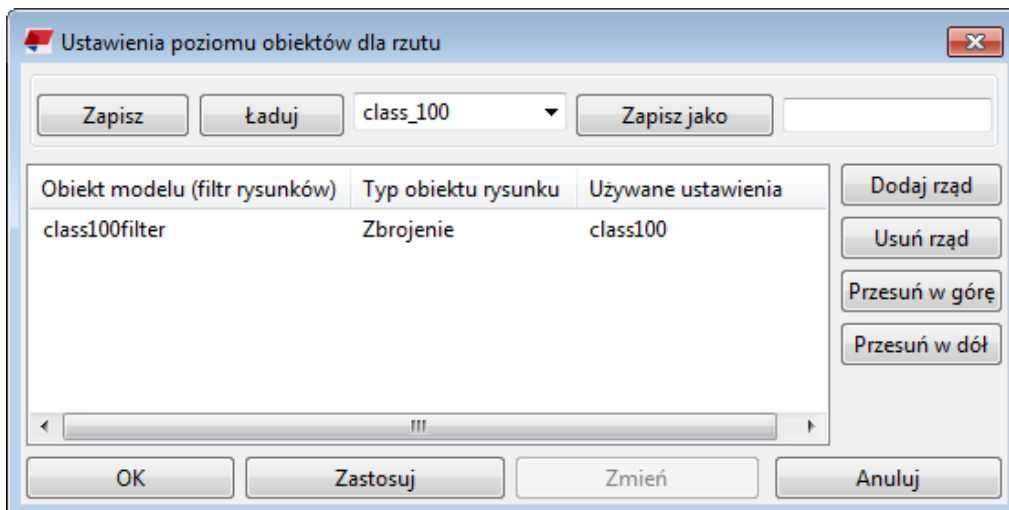 Ustawienia poziomu obiektów dla rzutu
Zapisz Ładuj class_100 Zapisz jako
Obiekt modelu (filtr rysunków) Typ obiektu rysunku Używane ustawienia
class100filter Zbrojenie class100
Dodaj rząd
Usuń rząd
Przesuń w górę
Przesuń w dół
OK Zastosuj Zmień Anuluj